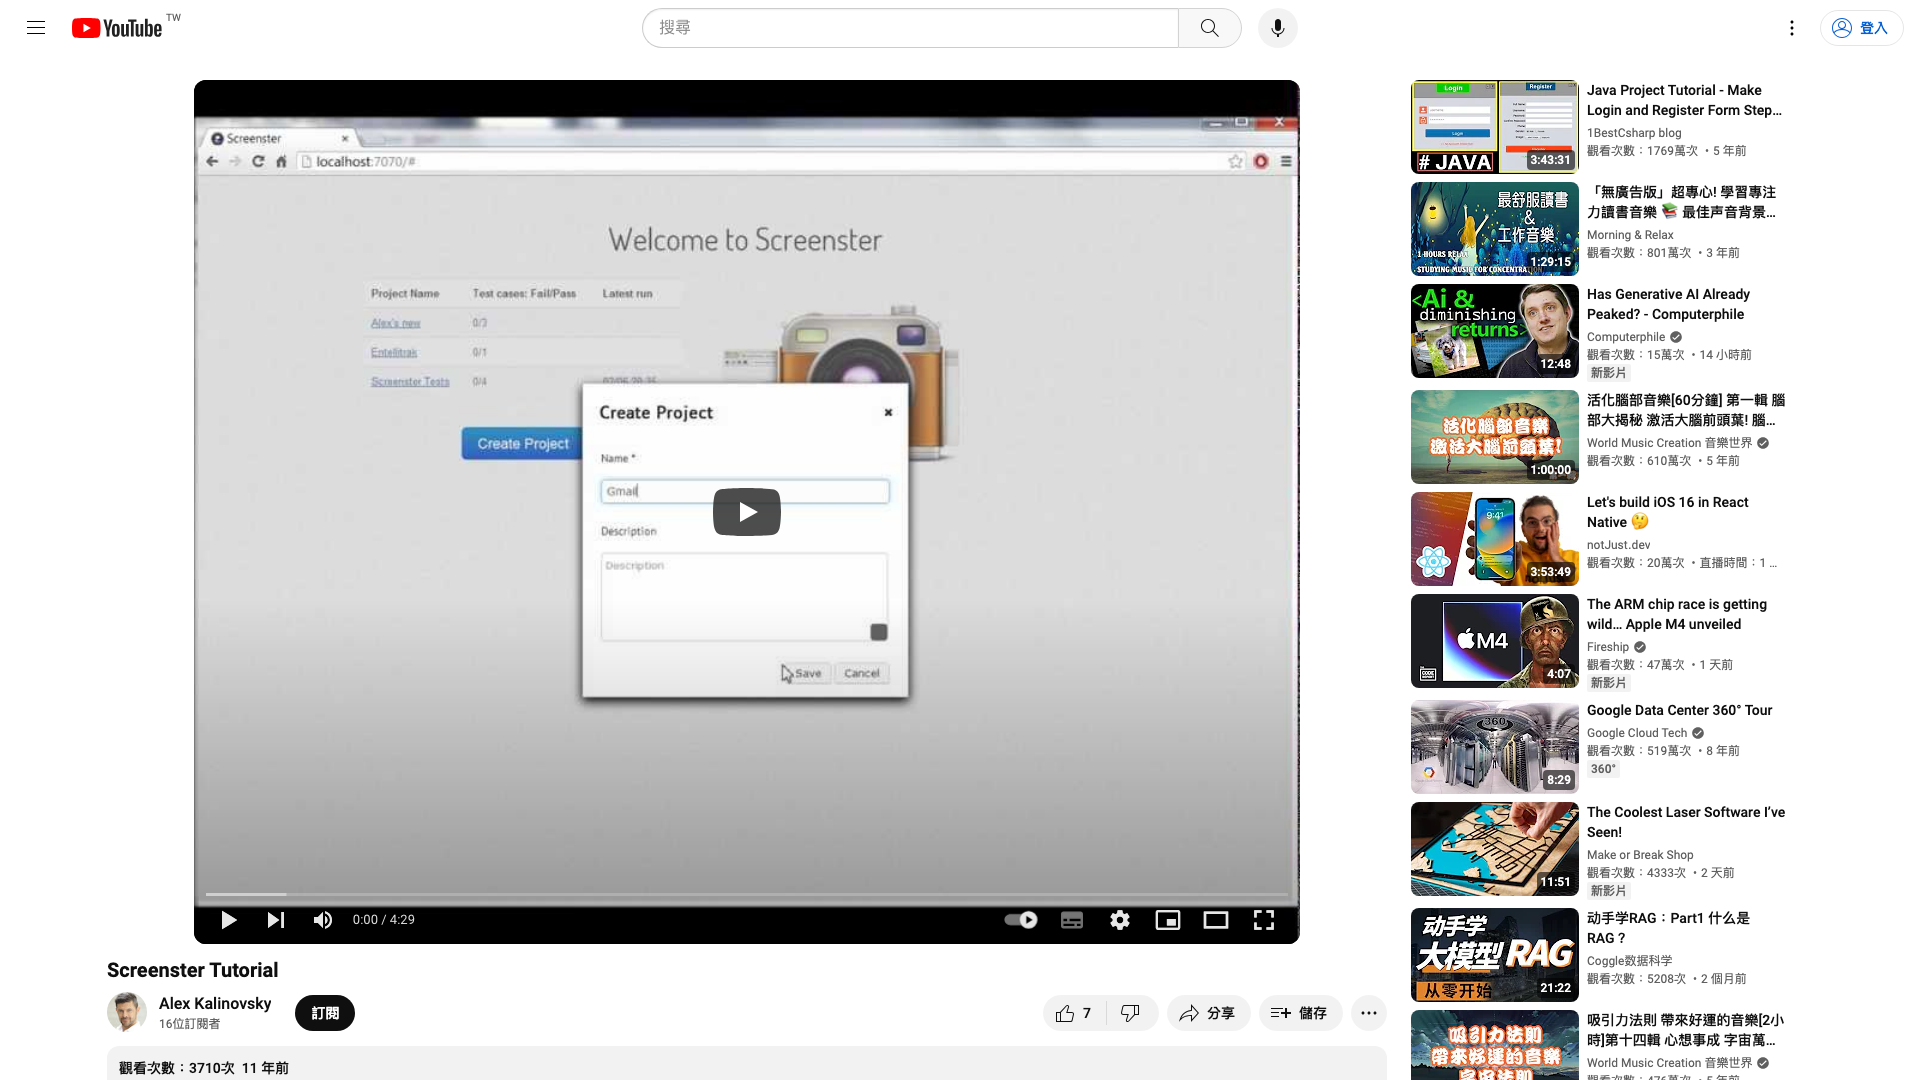 YouTube TW
搜尋
登入
Screenster
localhost:7070/#
Welcome to Screenster
Project Name Test cases: Fail/Pass Latest run
Alex's new 0/3
Entellitrak 0/1
Screenster Tests 0/4
Create Project
Create Project
Name *
Gmail
Description
Description
Save Cancel
0:00 / 4:29
Screenster Tutorial
Alex Kalinovsky
16位訂閱者
訂閱
7
分享
儲存
觀看次數：3710次 11 年前
Login
Register
# JAVA
3:43:31
Java Project Tutorial - Make
Login and Register Form Step...
1BestCsharp blog
觀看次數：1769萬次 ・5 年前
最舒服讀書
&
工作音樂
1 HOURS RELAX
STUDYING MUSIC FOR CONCENTRATION
1:29:15
「無廣告版」超專心! 學習專注
力讀書音樂 📚 最佳声音背景...
Morning & Relax
觀看次數：801萬次 ・3 年前
<Ai &
diminishing
returns>
12:48
Has Generative AI Already
Peaked? - Computerphile
Computerphile
觀看次數：15萬次 ・14 小時前
新影片
活化腦部音樂
激活大腦前頭葉!
1:00:00
活化腦部音樂[60分鐘] 第一輯 腦
部大揭秘 激活大腦前頭葉! 腦...
World Music Creation 音樂世界
觀看次數：610萬次 ・5 年前
9:41
3:53:49
Let's build iOS 16 in React
Native 🤔
notJust.dev
觀看次數：20萬次 ・直播時間：1 ...
M4
4:07
The ARM chip race is getting
wild… Apple M4 unveiled
Fireship
觀看次數：47萬次 ・1 天前
新影片
360
8:29
Google Data Center 360° Tour
Google Cloud Tech
觀看次數：519萬次 ・8 年前
360°
11:51
The Coolest Laser Software I’ve
Seen!
Make or Break Shop
觀看次數：4333次 ・2 天前
新影片
动手学
大模型 RAG
从零开始
21:22
动手学RAG：Part1 什么是
RAG？
Coggle数据科学
觀看次數：5208次 ・2 個月前
吸引力法則
帶來好運的音樂
吸引力法則 帶來好運的音樂[2小
時]第十四輯 心想事成 字宙萬...
World Music Creation 音樂世界